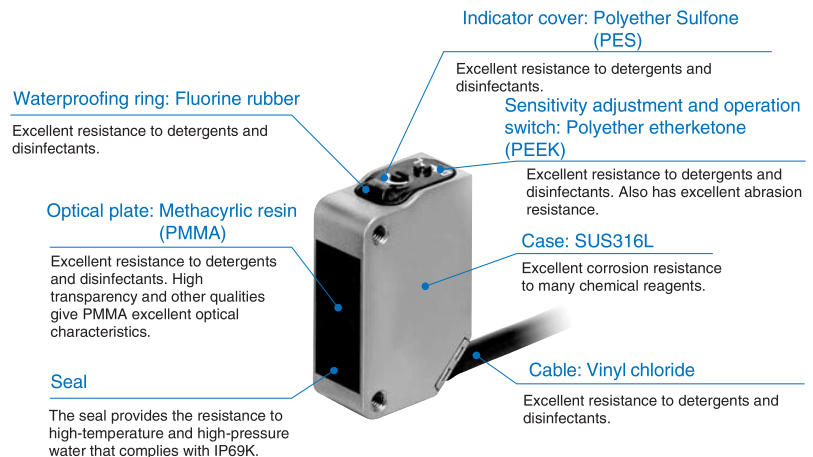 Indicator cover: Polyether Sulfone
(PES)
Excellent resistance to detergents and
disinfectants.
Waterproofing ring: Fluorine rubber
Excellent resistance to detergents and
disinfectants.
Sensitivity adjustment and operation
switch: Polyether etherketone
(PEEK)
Excellent resistance to detergents and
disinfectants. Also has excellent abrasion
resistance.
Optical plate: Methacyrlic resin
(PMMA)
Excellent resistance to detergents
and disinfectants. High
transparency and other qualities
give PMMA excellent optical
characteristics.
Case: SUS316L
Excellent corrosion resistance
to many chemical reagents.
Seal
The seal provides the resistance to
high-temperature and high-pressure
water that complies with IP69K.
Cable: Vinyl chloride
Excellent resistance to detergents and
disinfectants.